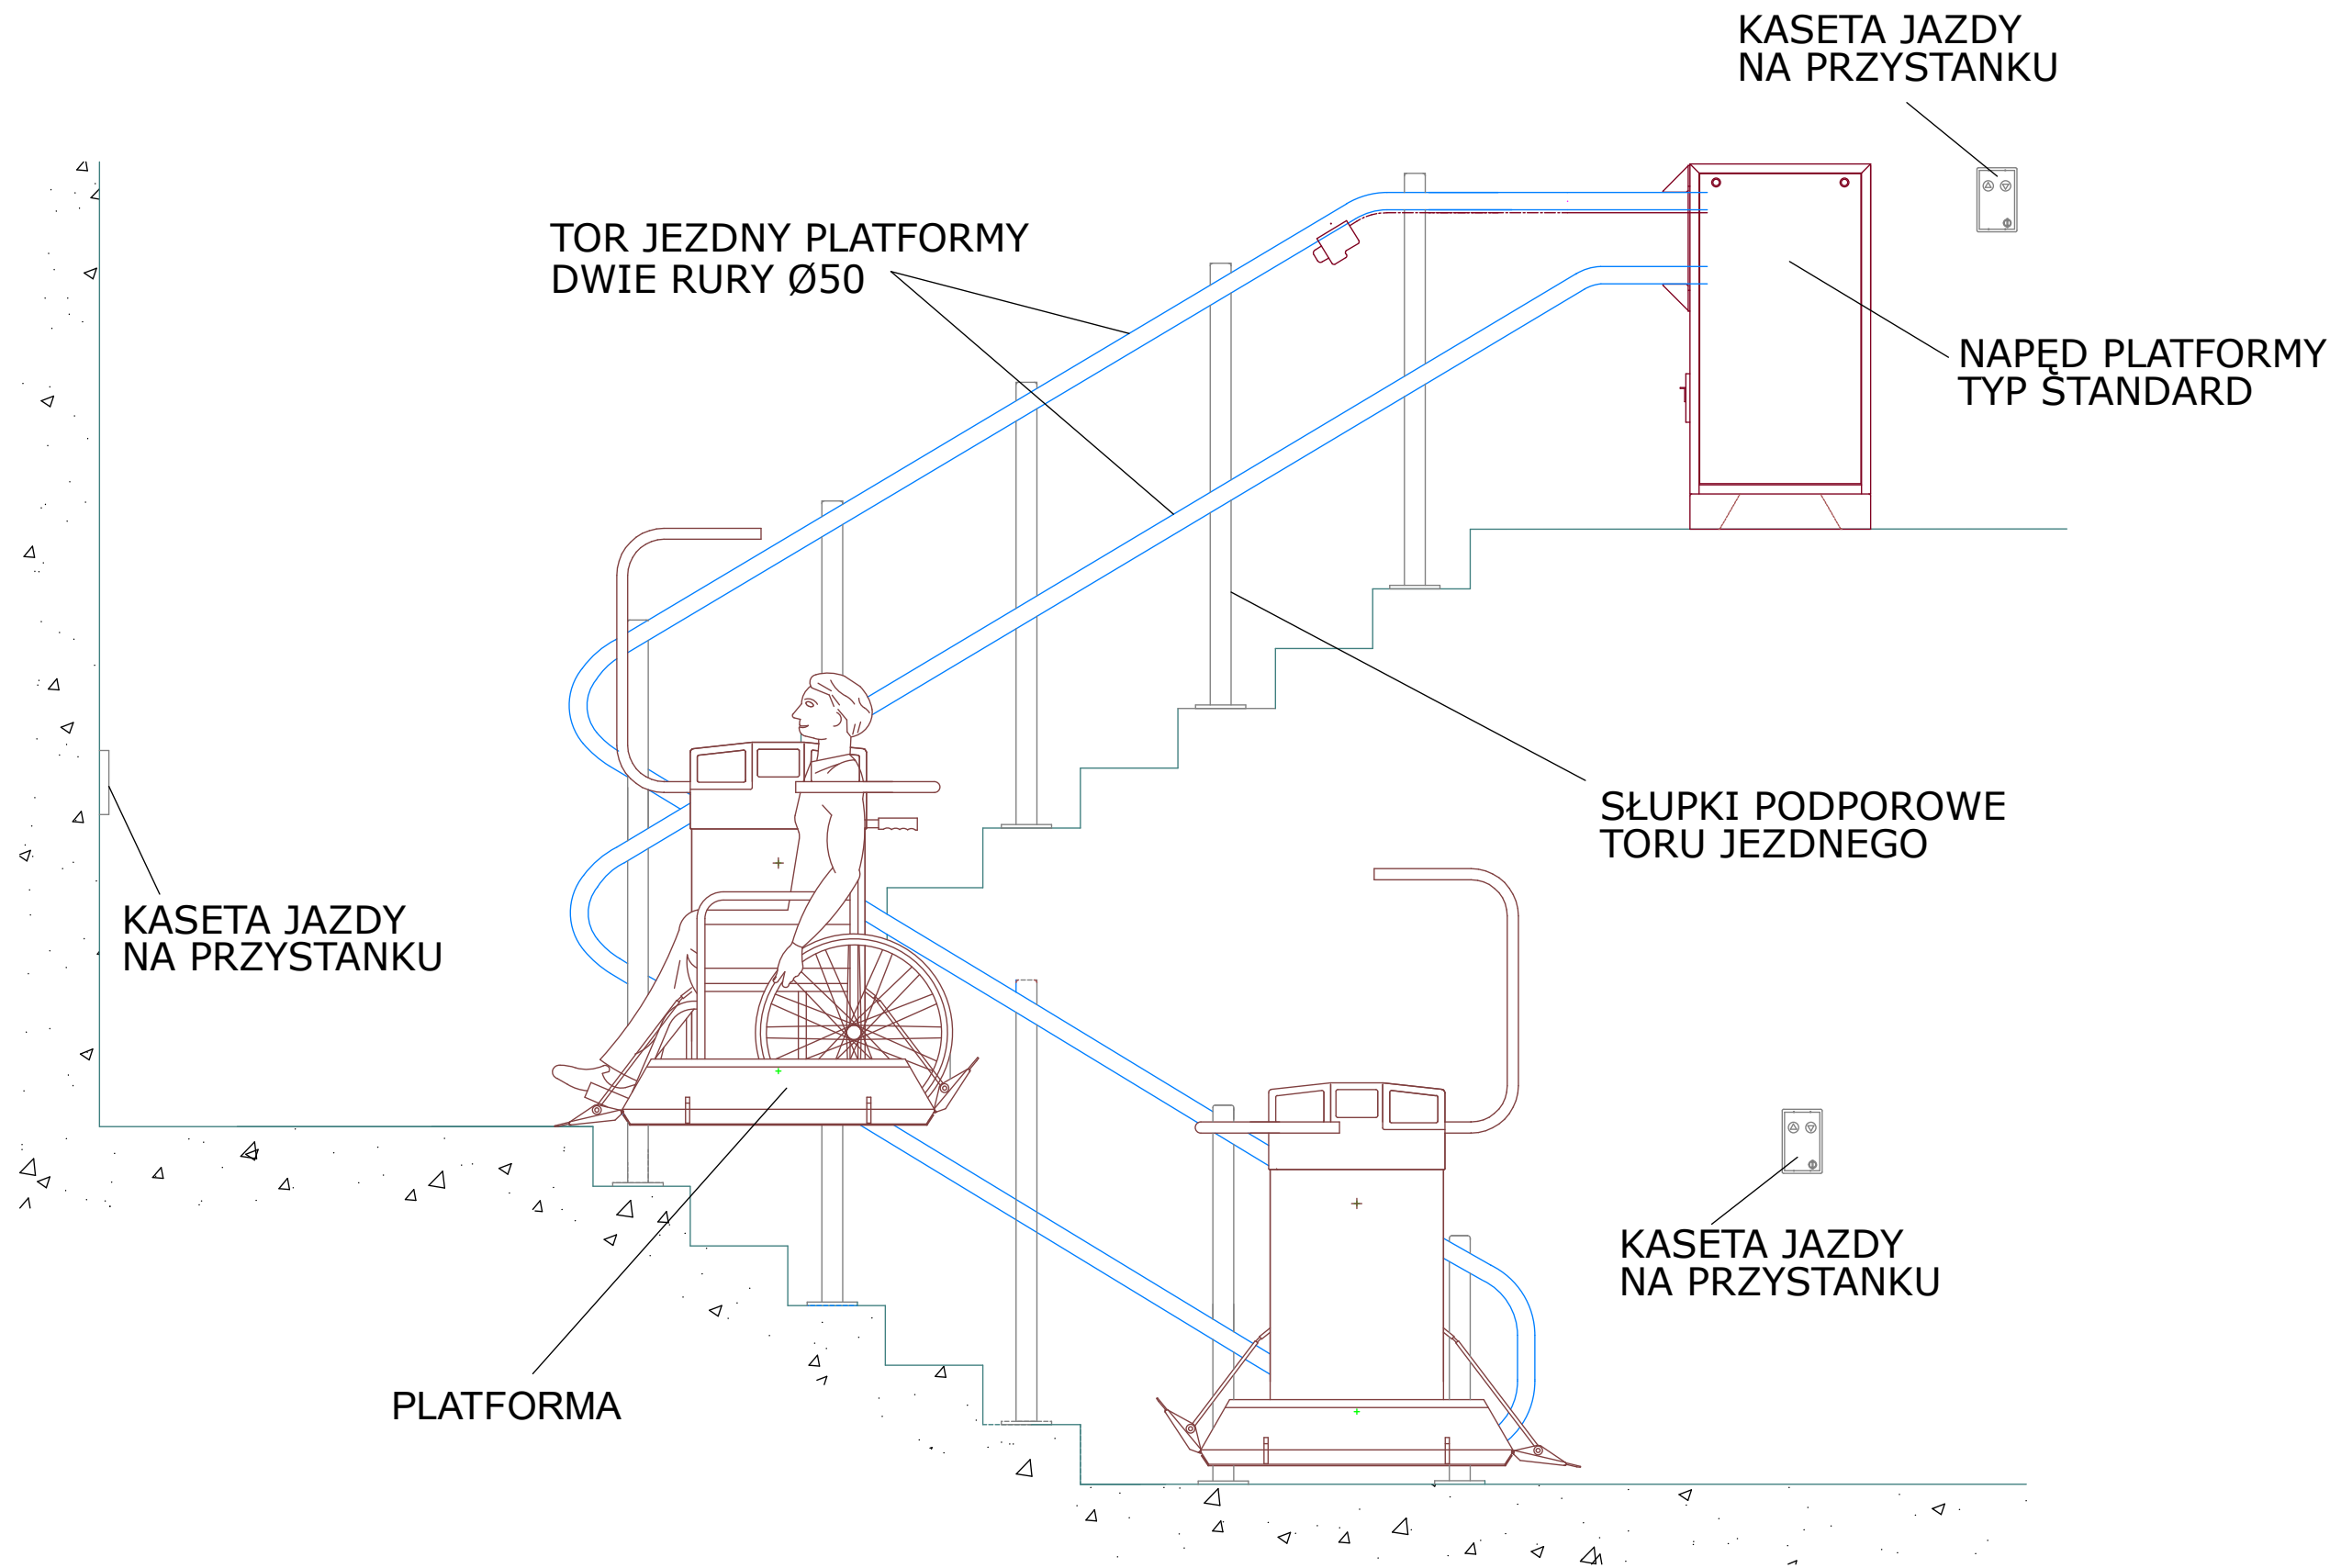 KASETA JAZDY
NA PRZYSTANKU
TOR JEZDNY PLATFORMY
DWIE RURY Ø50
NAPĘD PLATFORMY
TYP STANDARD
SŁUPKI PODPOROWE
TORU JEZDNEGO
KASETA JAZDY
NA PRZYSTANKU
KASETA JAZDY
NA PRZYSTANKU
PLATFORMA